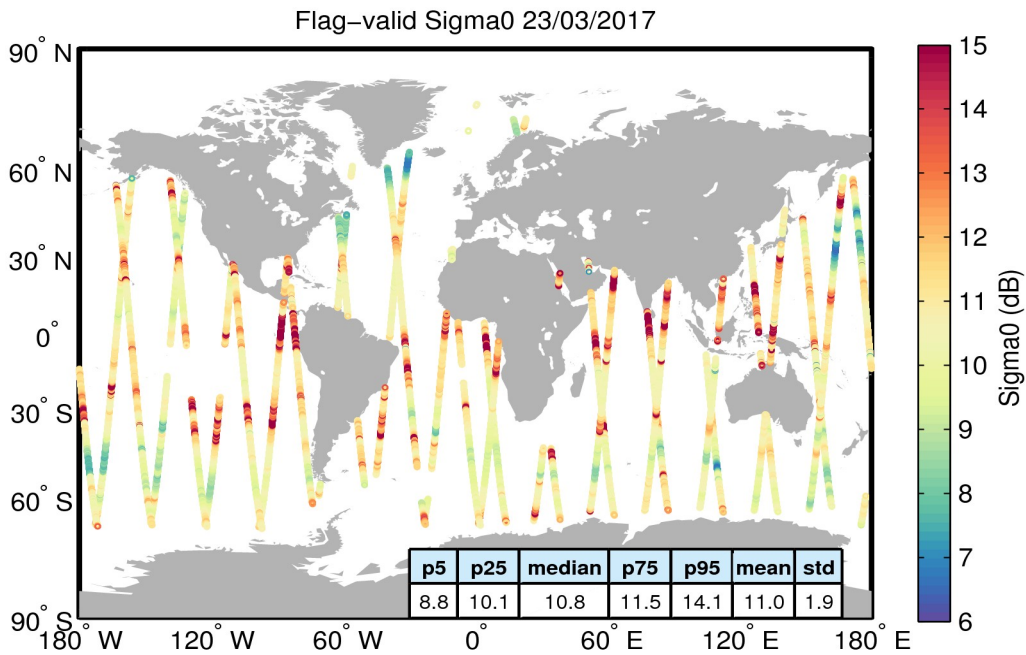 Flag−valid Sigma0 23/03/2017
90° N
60° N
30° N
0°
30° S
60° S
90° S
180° W
120° W
60° W
0°
60° E
120° E
180° E
15
14
13
12
11
10
9
8
7
6
Sigma0 (dB)
p5 p25 median p75 p95 mean std
8.8 10.1 10.8 11.5 14.1 11.0 1.9